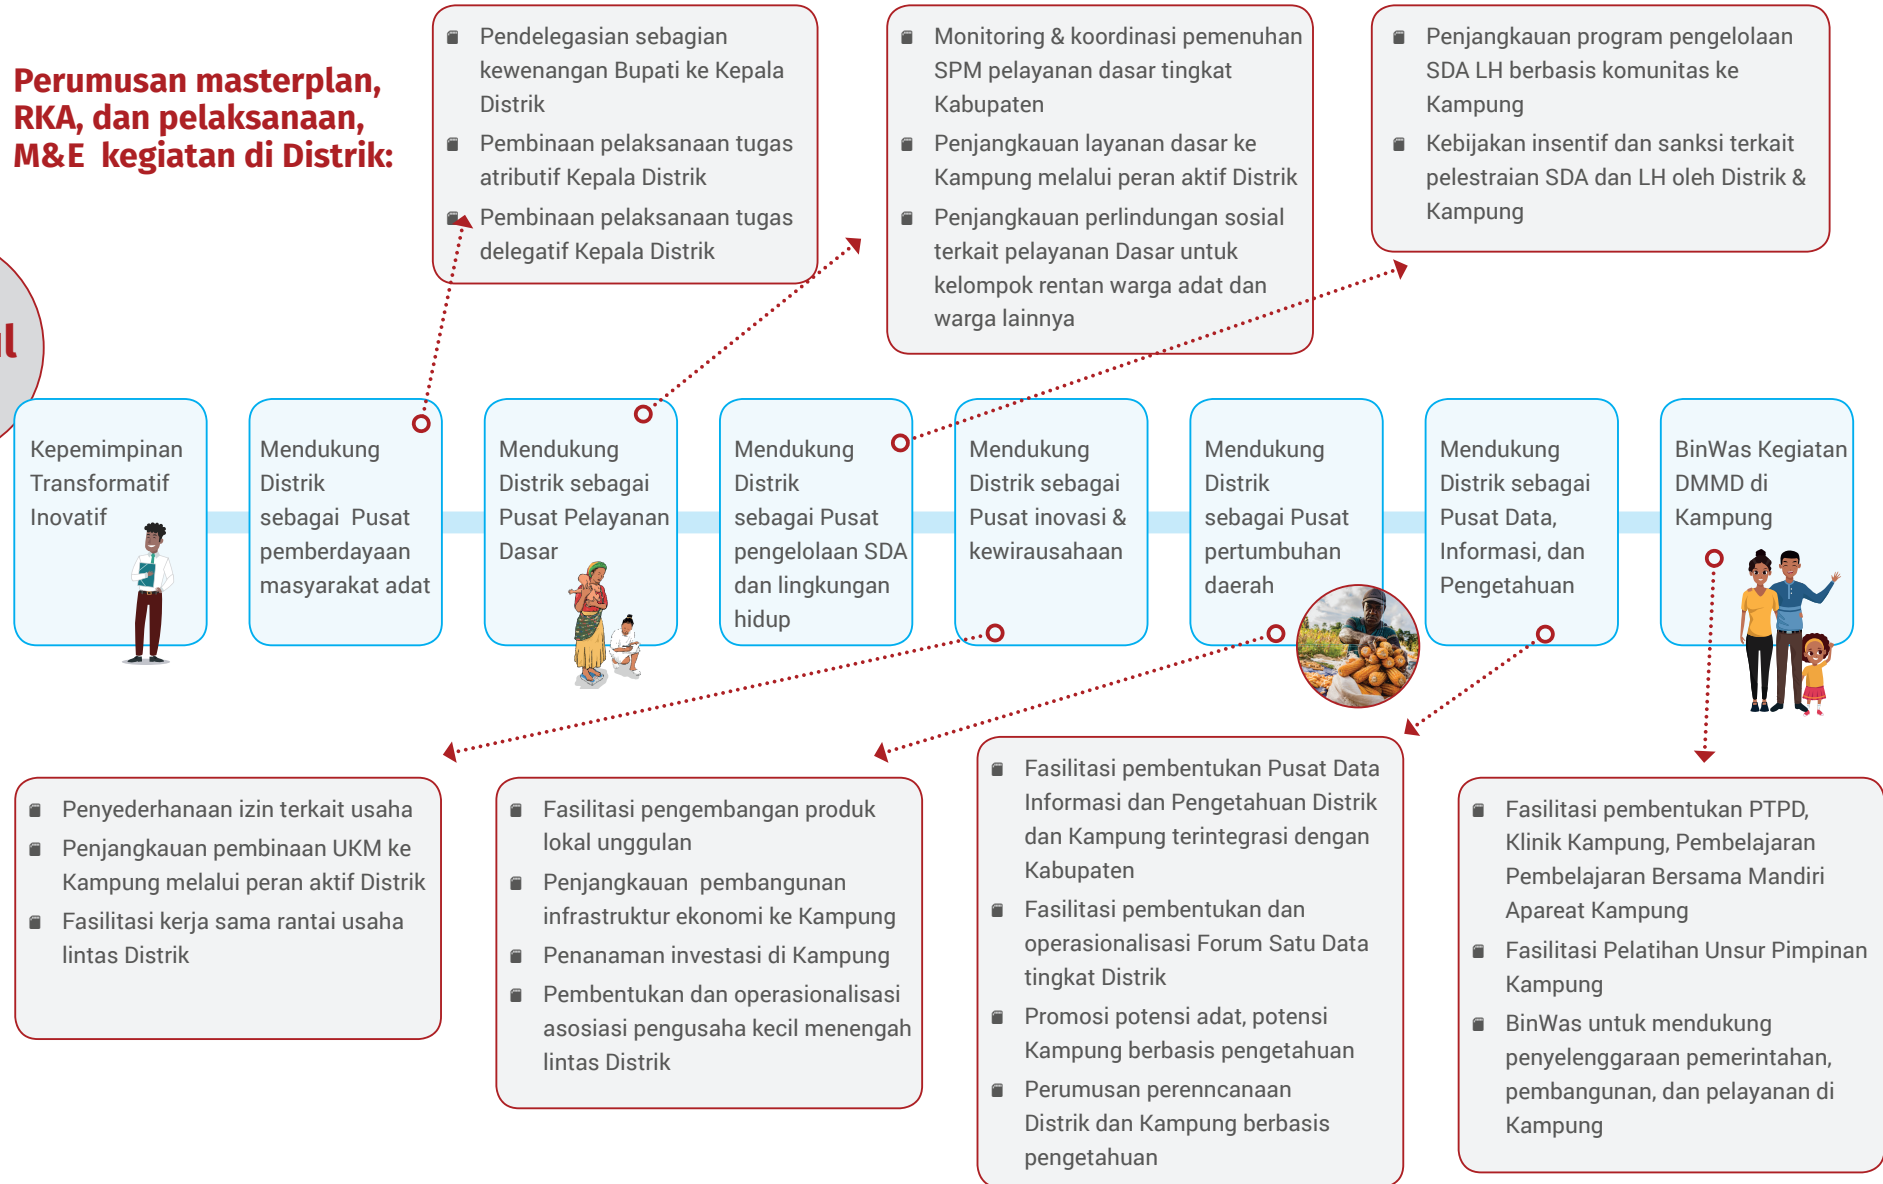 Perumusan masterplan,
RKA, dan pelaksanaan,
M&E kegiatan di Distrik:
Pendelegasian sebagian
kewenangan Bupati ke Kepala
Distrik
Pembinaan pelaksanaan tugas
atributif Kepala Distrik
Pembinaan pelaksanaan tugas
delegatif Kepala Distrik
Monitoring & koordinasi pemenuhan
SPM pelayanan dasar tingkat
Kabupaten
Penjangkauan layanan dasar ke
Kampung melalui peran aktif Distrik
Penjangkauan perlindungan sosial
terkait pelayanan Dasar untuk
kelompok rentan warga adat dan
warga lainnya
Penjangkauan program pengelolaan
SDA LH berbasis komunitas ke
Kampung
Kebijakan insentif dan sanksi terkait
pelestraian SDA dan LH oleh Distrik &
Kampung
Kepemimpinan
Transformatif
Inovatif
Mendukung
Distrik
sebagai Pusat
pemberdayaan
masyarakat adat
Mendukung
Distrik sebagai
Pusat Pelayanan
Dasar
Mendukung
Distrik
sebagai Pusat
pengelolaan SDA
dan lingkungan
hidup
Mendukung
Distrik sebagai
Pusat inovasi &
kewirausahaan
Mendukung
Distrik
sebagai Pusat
pertumbuhan
daerah
Mendukung
Distrik sebagai
Pusat Data,
Informasi, dan
Pengetahuan
BinWas Kegiatan
DMMD di
Kampung
Penyederhanaan izin terkait usaha
Penjangkauan pembinaan UKM ke
Kampung melalui peran aktif Distrik
Fasilitasi kerja sama rantai usaha
lintas Distrik
Fasilitasi pengembangan produk
lokal unggulan
Penjangkauan pembangunan
infrastruktur ekonomi ke Kampung
Penanaman investasi di Kampung
Pembentukan dan operasionalisasi
asosiasi pengusaha kecil menengah
lintas Distrik
Fasilitasi pembentukan Pusat Data
Informasi dan Pengetahuan Distrik
dan Kampung terintegrasi dengan
Kabupaten
Fasilitasi pembentukan dan
operasionalisasi Forum Satu Data
tingkat Distrik
Promosi potensi adat, potensi
Kampung berbasis pengetahuan
Perumusan perenncanaan
Distrik dan Kampung berbasis
pengetahuan
Fasilitasi pembentukan PTPD,
Klinik Kampung, Pembelajaran
Pembelajaran Bersama Mandiri
Apareat Kampung
Fasilitasi Pelatihan Unsur Pimpinan
Kampung
BinWas untuk mendukung
penyelenggaraan pemerintahan,
pembangunan, dan pelayanan di
Kampung